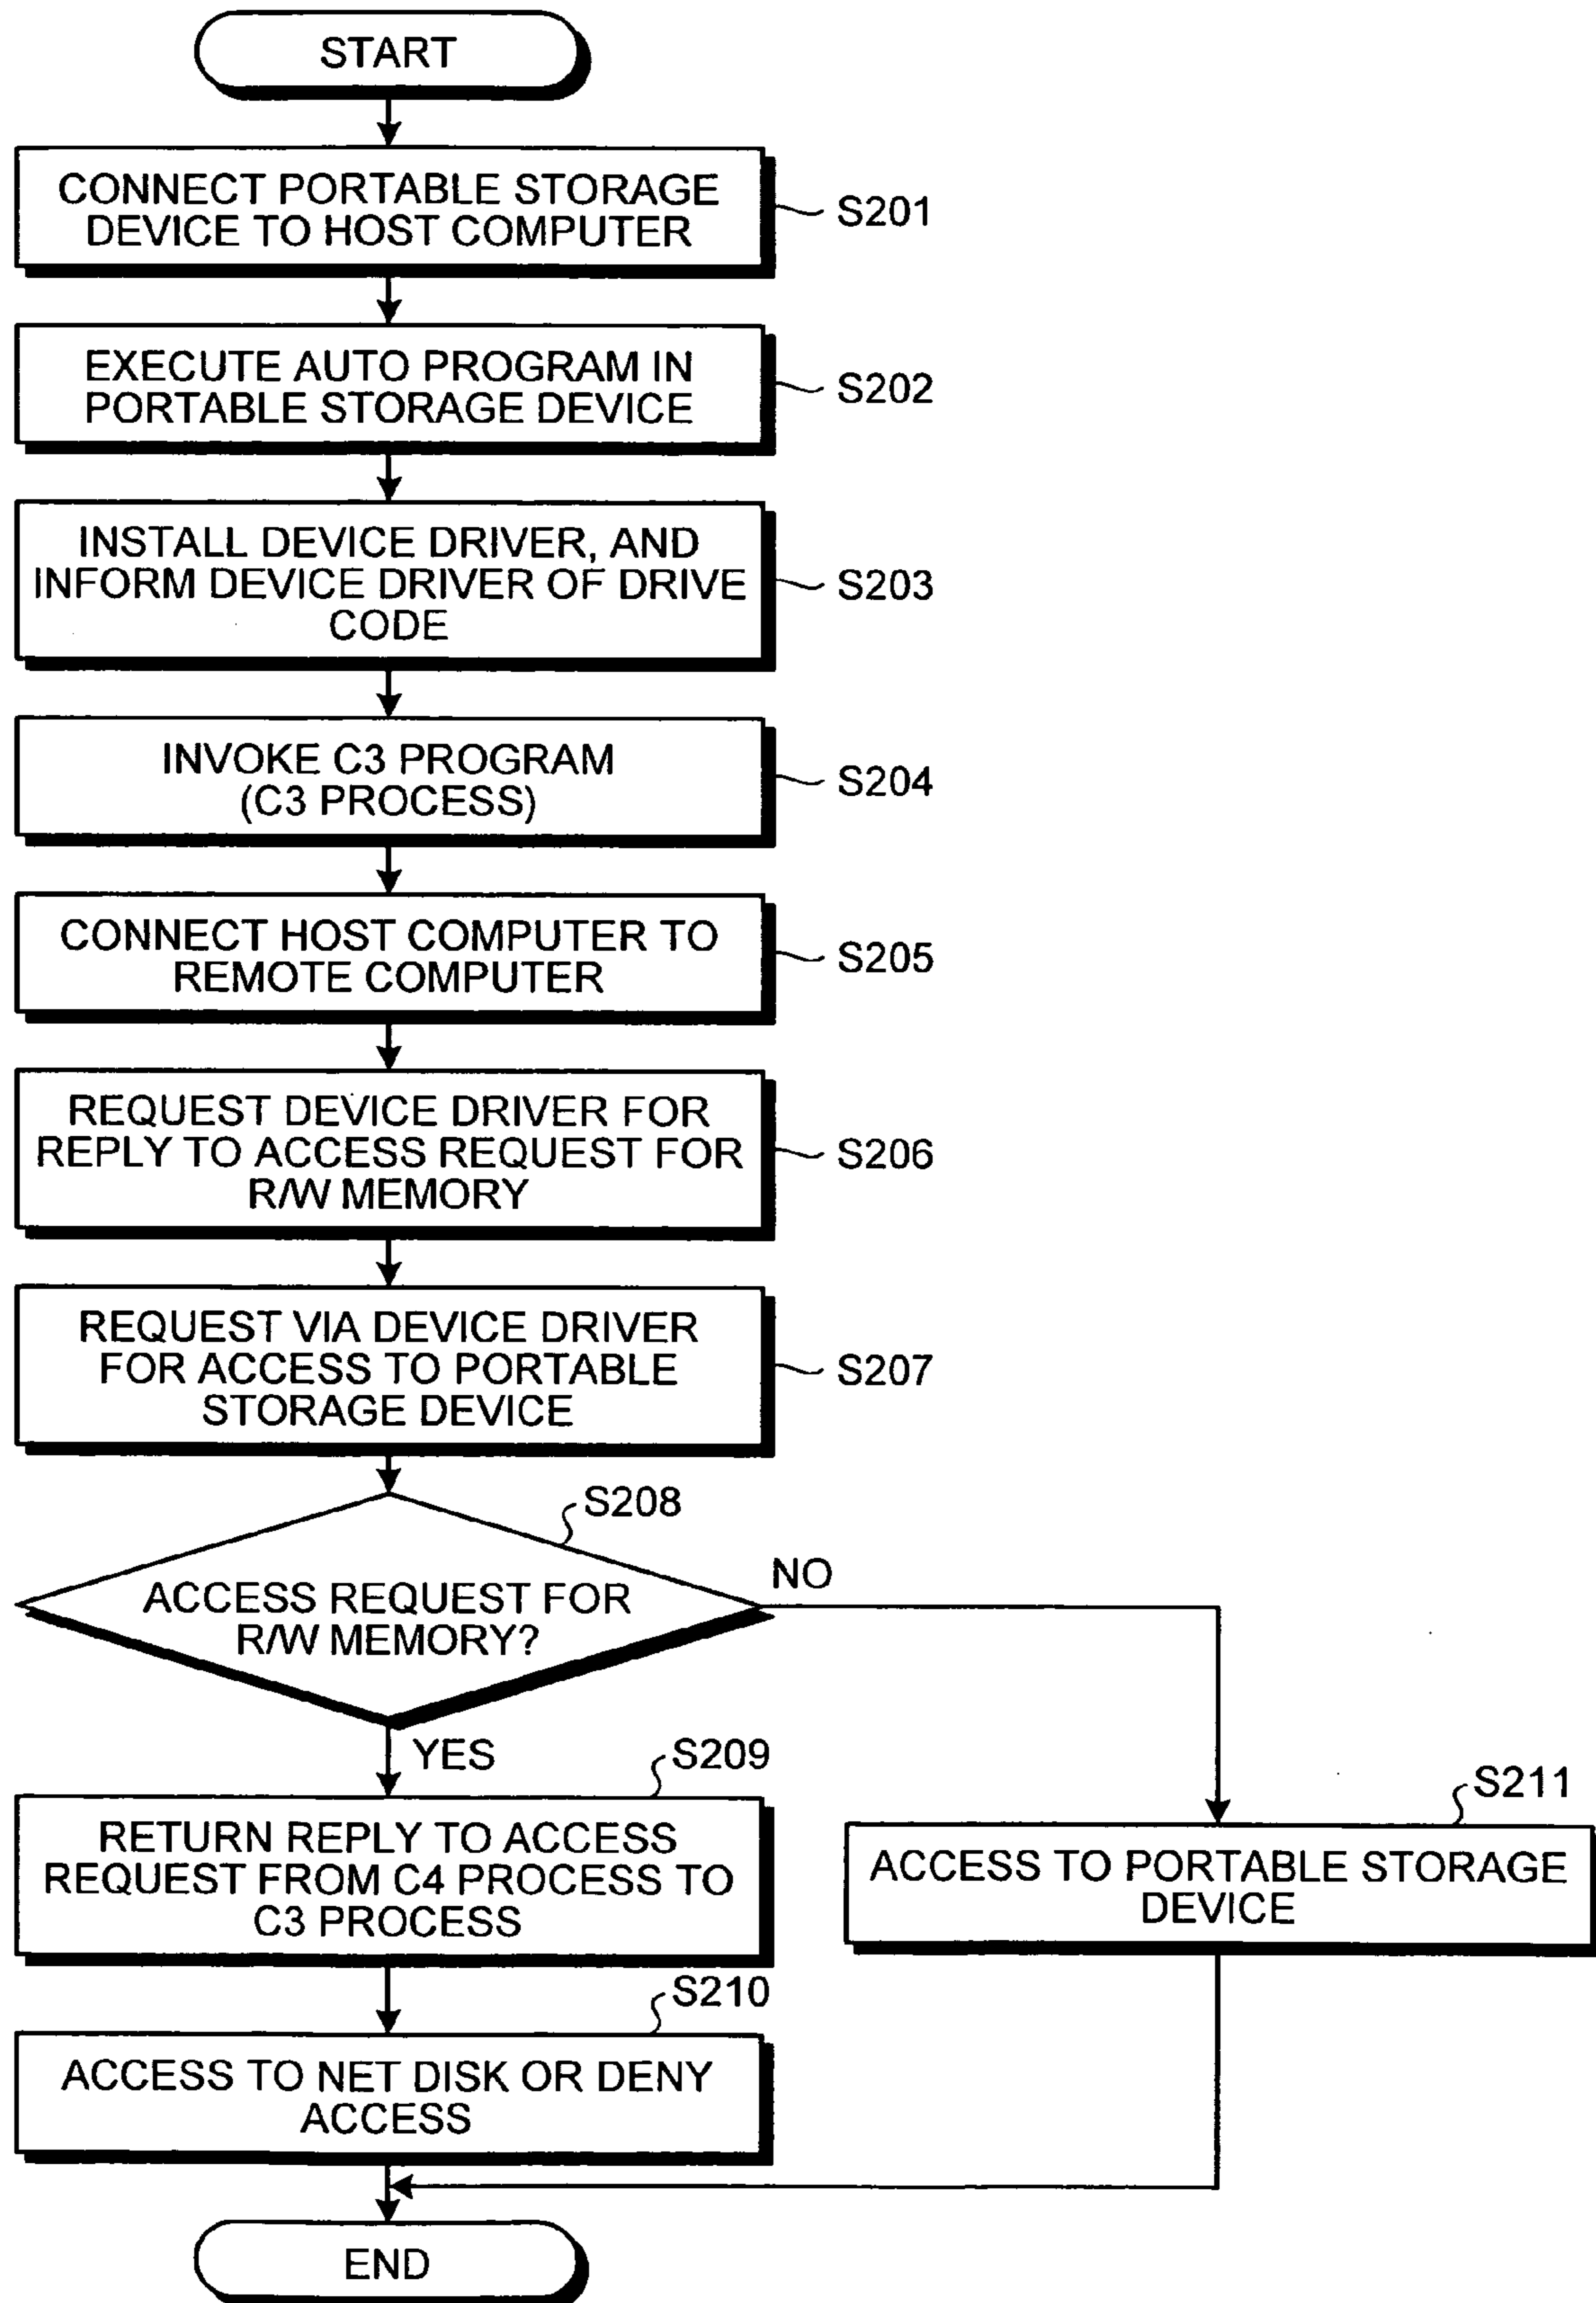 START
CONNECT PORTABLE STORAGE
DEVICE TO HOST COMPUTER
S201
EXECUTE AUTO PROGRAM IN
PORTABLE STORAGE DEVICE
S202
INSTALL DEVICE DRIVER, AND
INFORM DEVICE DRIVER OF DRIVE
CODE
S203
INVOKE C3 PROGRAM
(C3 PROCESS)
S204
CONNECT HOST COMPUTER TO
REMOTE COMPUTER
S205
REQUEST DEVICE DRIVER FOR
REPLY TO ACCESS REQUEST FOR
R/W MEMORY
S206
REQUEST VIA DEVICE DRIVER
FOR ACCESS TO PORTABLE
STORAGE DEVICE
S207
S208
ACCESS REQUEST FOR
R/W MEMORY?
NO
YES
S209
RETURN REPLY TO ACCESS
REQUEST FROM C4 PROCESS TO
C3 PROCESS
S211
ACCESS TO PORTABLE STORAGE
DEVICE
S210
ACCESS TO NET DISK OR DENY
ACCESS
END